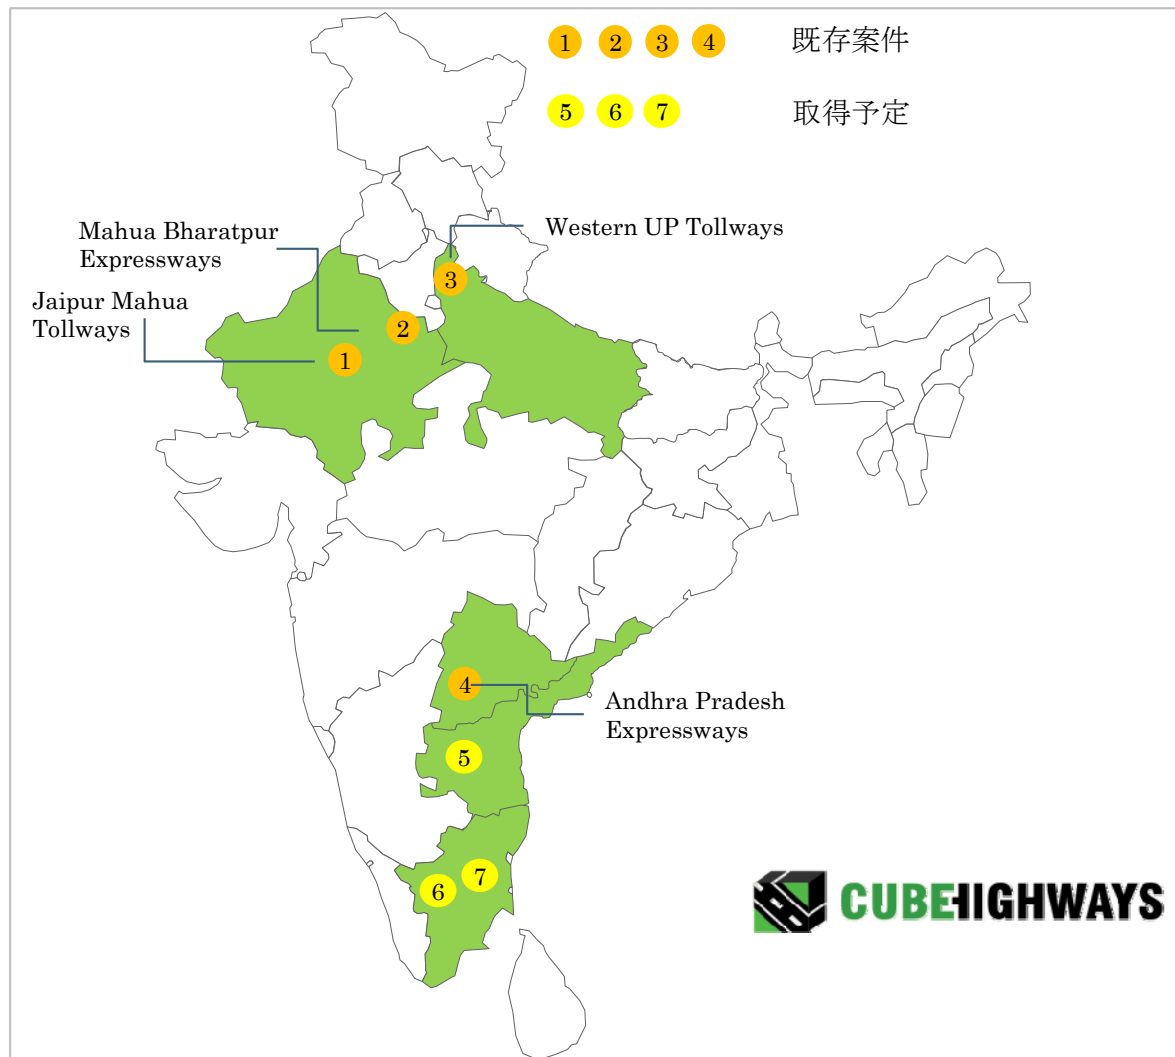 1 2 3 4 既存案件
5 6 7 取得予定
Mahua Bharatpur
Expressways
Western UP Tollways
Jaipur Mahua
Tollways
3
2
1
4
Andhra Pradesh
Expressways
5
7
6
CUBEHIGHWAYS